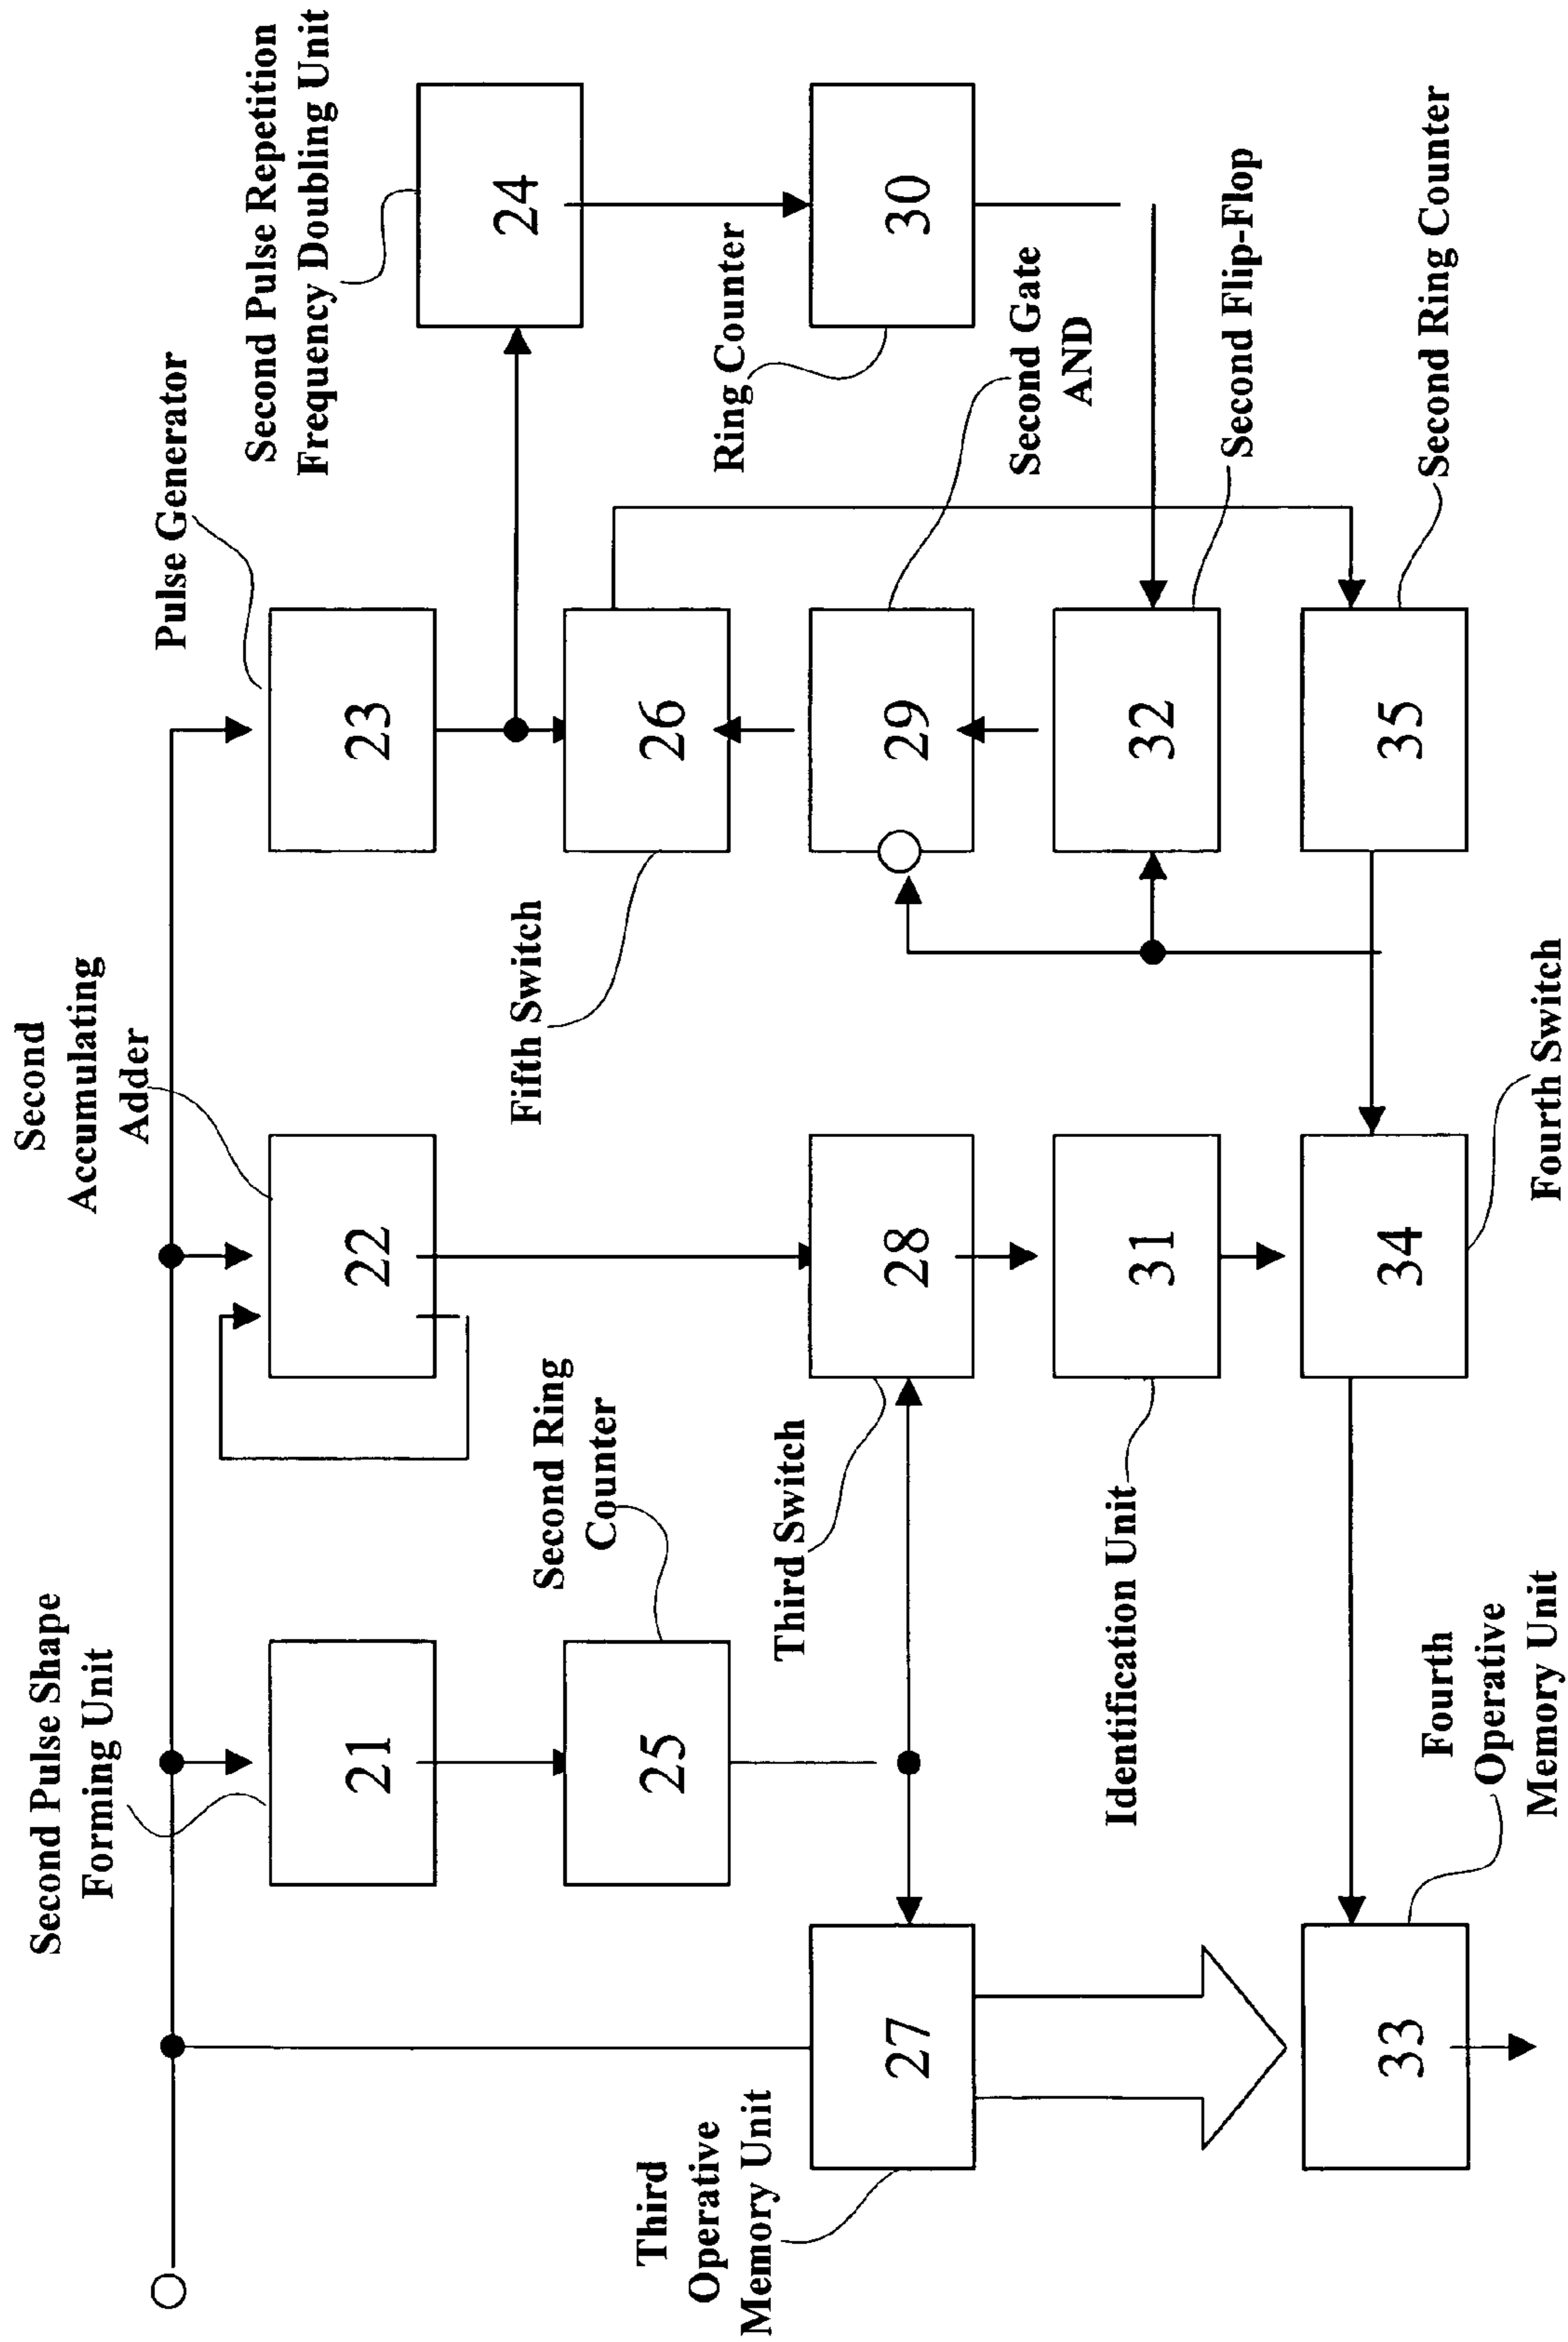 Second Pulse Shape
Forming Unit
Second
Accumulating
Adder
Pulse Generator
Second Pulse Repetition
Frequency Doubling Unit
21
22
23
24
Second Ring
Counter
Fifth Switch
25
26
Third
Operative
Memory Unit
Third Switch
Ring Counter
27
28
29
30
Second Gate
AND
Identification Unit
31
32
Second Flip-Flop
Fourth
Operative
Memory Unit
33
34
35
Fourth Switch
Second Ring Counter